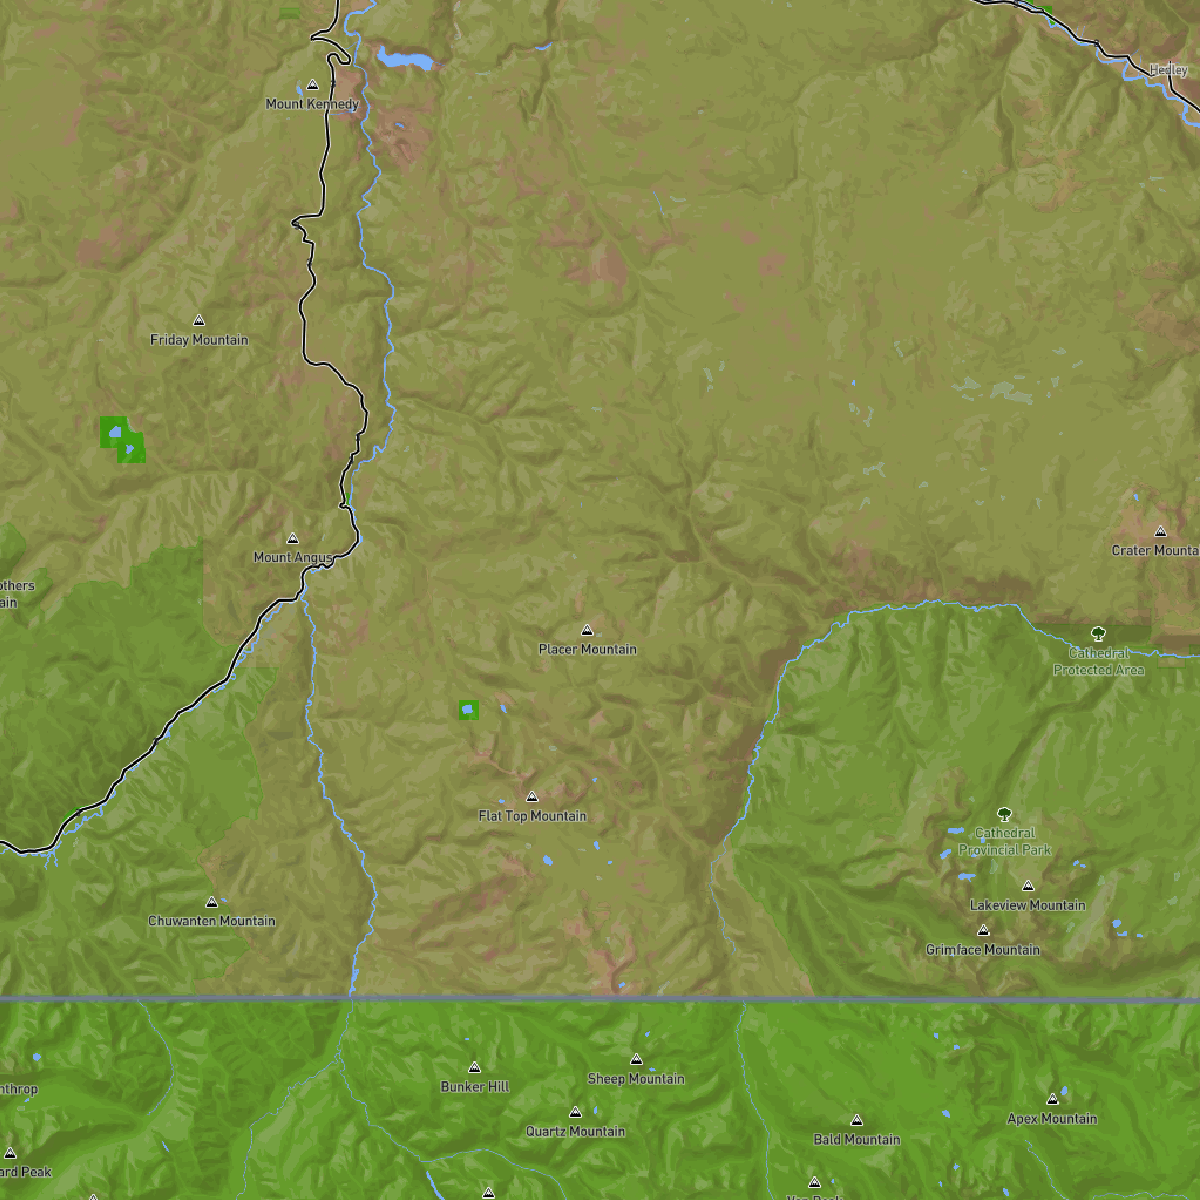 Hedley
Mount Kennedy
Friday Mountain
Crater Mounta
Mount Angus
others
ain
Placer Mountain
Cathedral
Protected Area
Flat Top Mountain
Cathedral
Provincial Park
Lakeview Mountain
Chuwanten Mountain
Grimface Mountain
Sheep Mountain
Bunker Hill
nthrop
Apex Mountain
Quartz Mountain
Bald Mountain
ard Peak